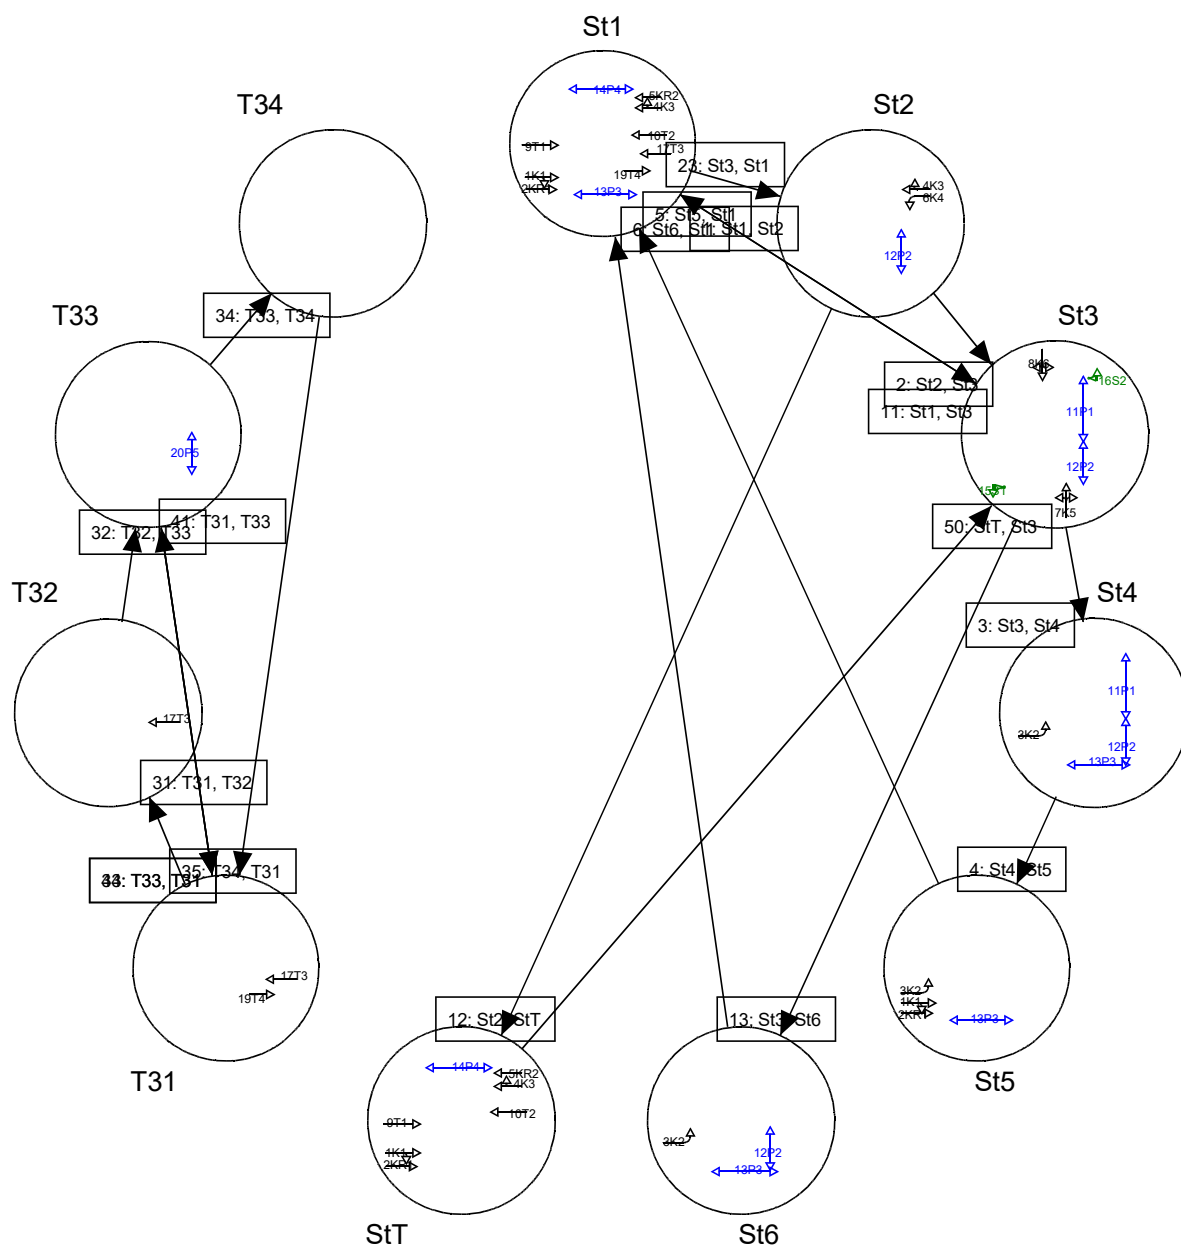 St1
14P4
5KR2
4K3
10T2
17T3
9T1
19T4
1K1
2KR1
13P3
T34
St2
4K3
6K4
12P2
23: St3, St1
5: St5, St1
6: St6, St1
1: St1, St2
34: T33, T34
T33
20P5
St3
8K6
16S2
11P1
12P2
15S1
7K5
2: St2, St3
11: St1, St3
41: T31, T33
32: T32, T33
50: StT, St3
T32
17T3
St4
3: St3, St4
11P1
3K2
12P2
13P3
31: T31, T32
35: T34, T31
T33, T31
4: St4, St5
17T3
19T4
T31
3K2
1K1
2KR1
13P3
St5
12: St2, StT
14P4
5KR2
4K3
10T2
9T1
1K1
2KR1
StT
13: St3, St6
3K2
12P2
13P3
St6